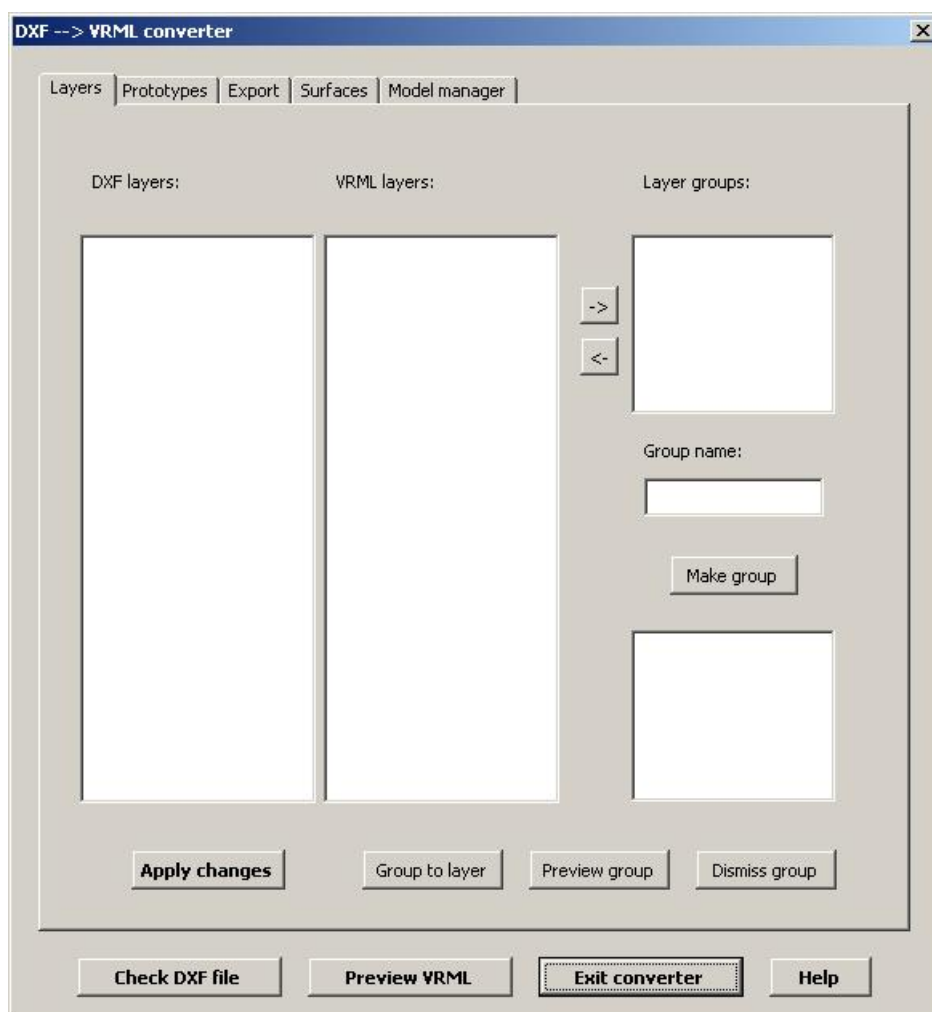 DXF --> VRML converter
Layers Prototypes Export Surfaces Model manager
DXF layers: VRML layers: Layer groups:
->
<-
Group name:
Make group
Apply changes Group to layer Preview group Dismiss group
Check DXF file Preview VRML Exit converter Help